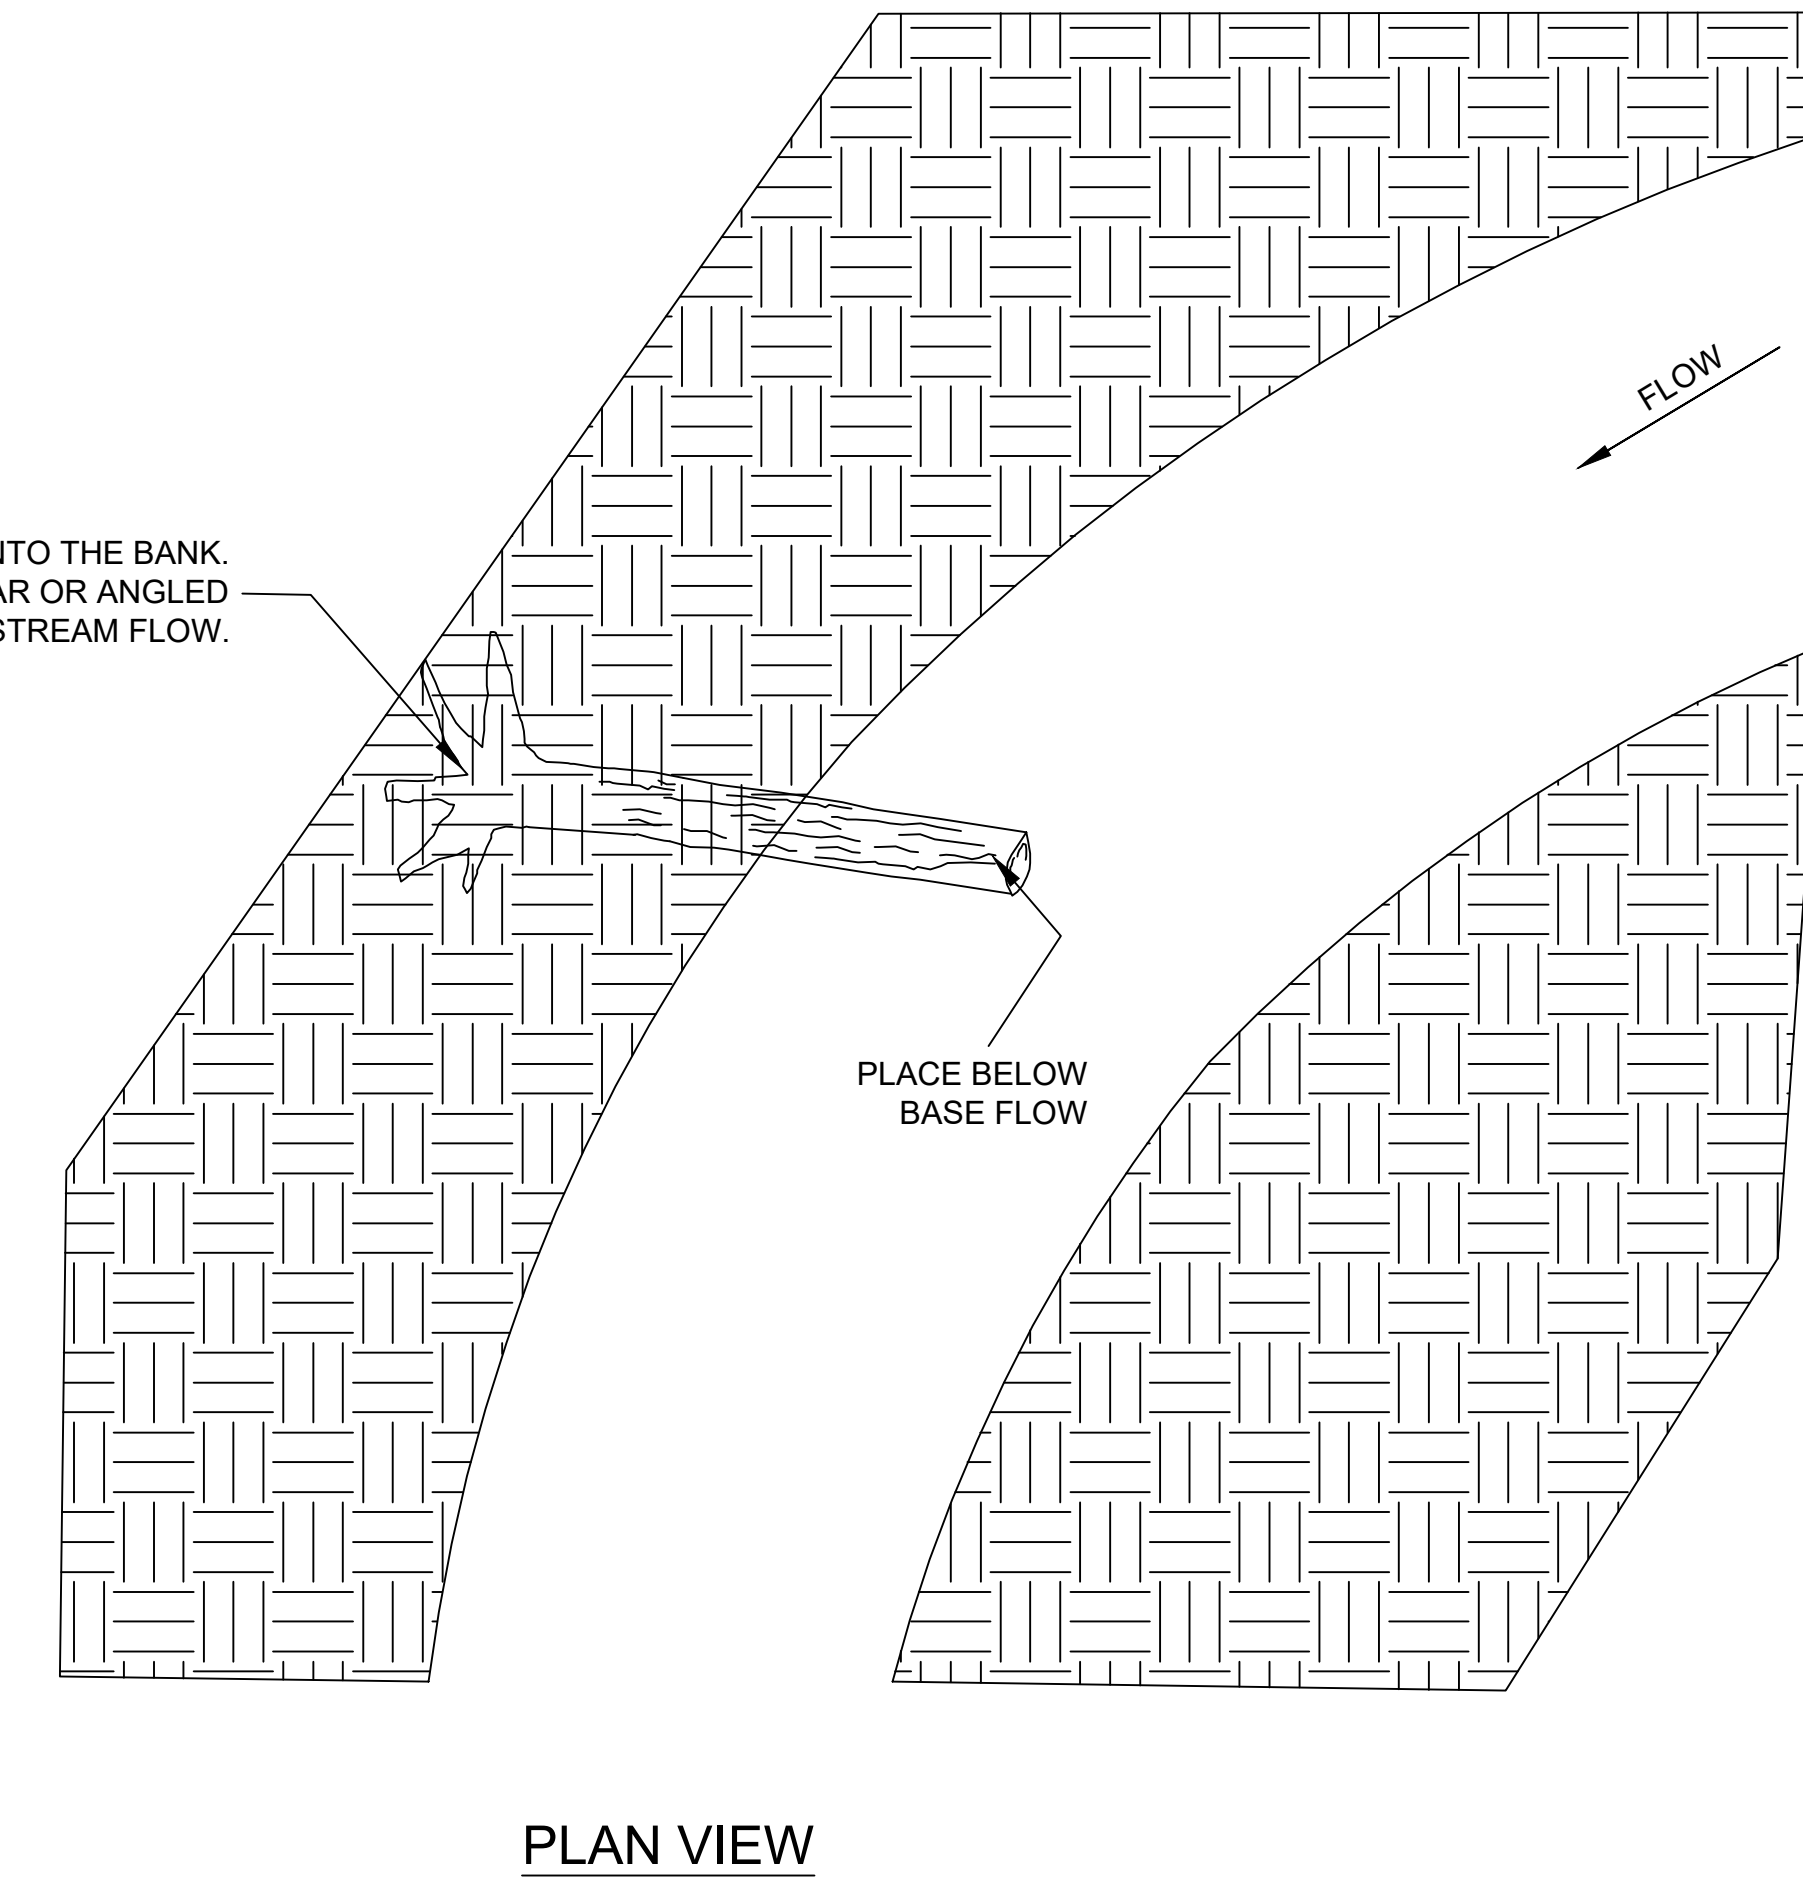 FLOW
NTO THE BANK.
AR OR ANGLED
STREAM FLOW.
PLACE BELOW
BASE FLOW
PLAN VIEW